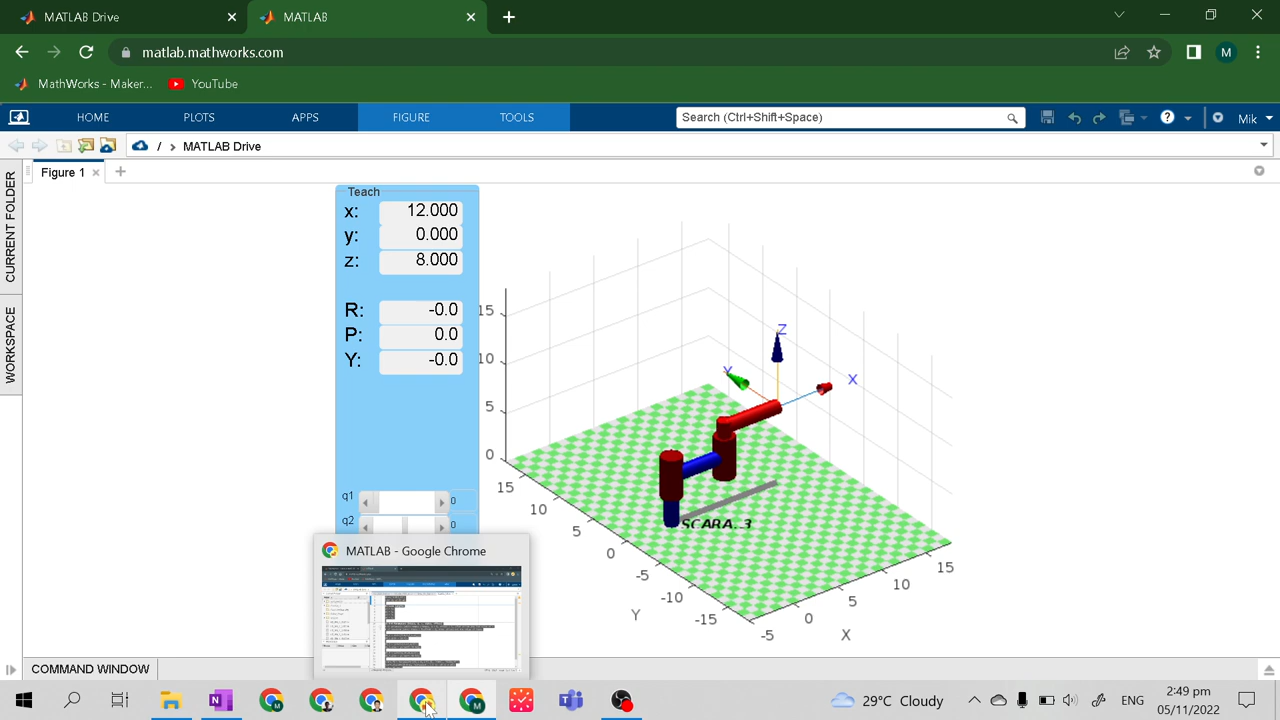 MATLAB Drive
MATLAB
matlab.mathworks.com
M
MathWorks - Maker...
YouTube
HOME
PLOTS
APPS
FIGURE
TOOLS
Search (Ctrl+Shift+Space)
Mik
/ > MATLAB Drive
Figure 1
CURRENT FOLDER
WORKSPACE
Teach
x: 12.000
y: 0.000
z: 8.000
R: -0.0
P: 0.0
Y: -0.0
q1 0
q2 0
15
10
5
0
Z
Y
X
SCARA.3
15
10
5
0
-5
-10
-15
Y
-5
0
5
10
15
MATLAB - Google Chrome
COMMAND WINDOW
29°C Cloudy
ENG
2:49 pm
05/11/2022